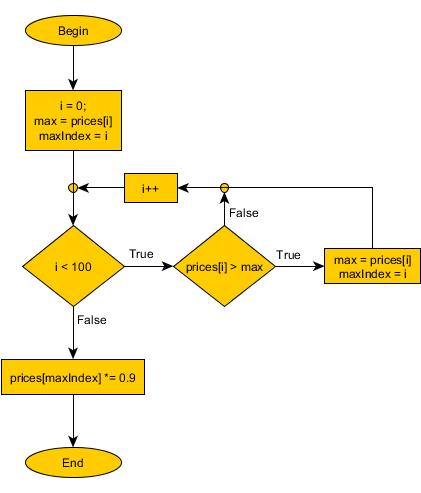 Begin
i = 0;
max = prices[i]
maxIndex = i
i++
False
True
True
i < 100
prices[i] > max
max = prices[i]
maxIndex = i
False
prices[maxIndex] *= 0.9
End